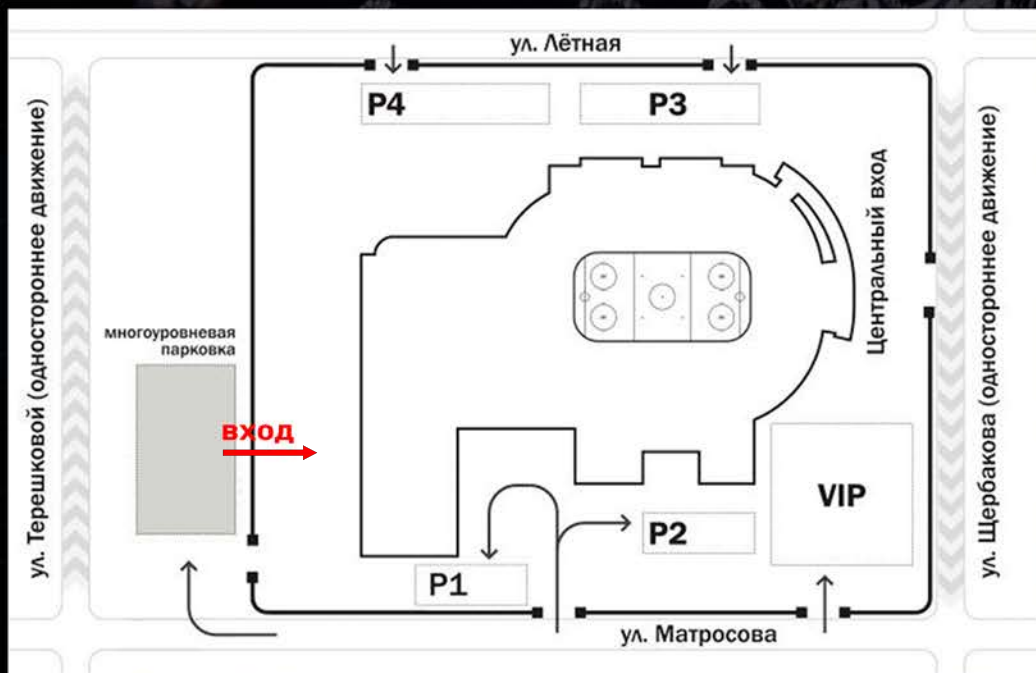 ул. Лётная
P4
P3
ул. Терешковой (одностороннее движение)
Центральный вход
ул. Щербакова (одностороннее движение)
многоуровневая
парковка
вход
VIP
P2
P1
ул. Матросова